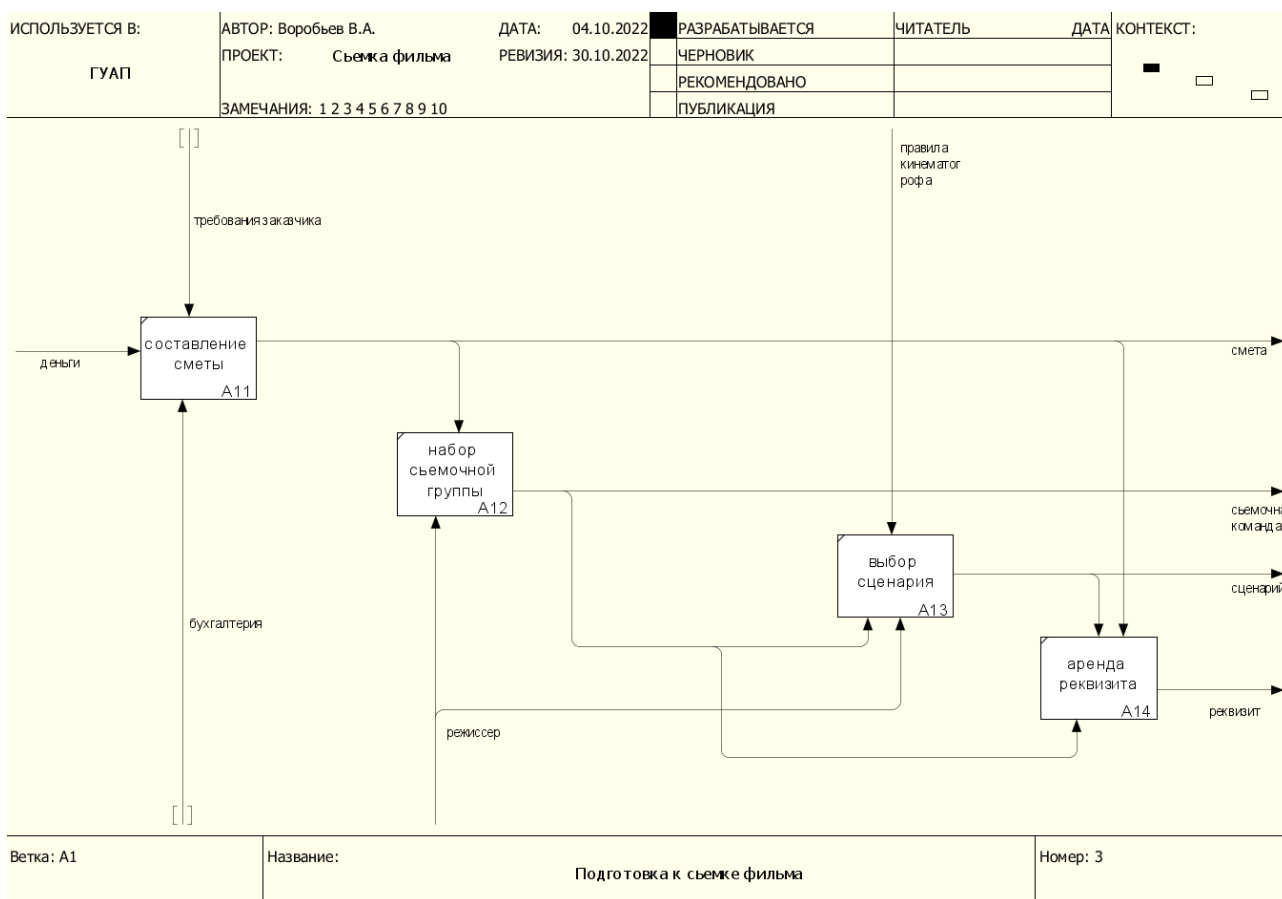 ИСПОЛЬЗУЕТСЯ В:
ГУАП
АВТОР: Воробьев В.А.
ДАТА: 04.10.2022
ПРОЕКТ: Сьемка фильма
РЕВИЗИЯ: 30.10.2022
ЗАМЕЧАНИЯ: 1 2 3 4 5 6 7 8 9 10
РАЗРАБАТЫВАЕТСЯ
ЧЕРНОВИК
РЕКОМЕНДОВАНО
ПУБЛИКАЦИЯ
ЧИТАТЕЛЬ
ДАТА
КОНТЕКСТ:
правила
кинематог
рофа
требования заказчика
составление
сметы
A11
деньги
смета
набор
сьемочной
группы
A12
сьемочна
команда
выбор
сценария
A13
сценарий
бухгалтерия
аренда
реквизита
A14
реквизит
режиссер
Ветка: A1
Название:
Подготовка к сьемке фильма
Номер: 3